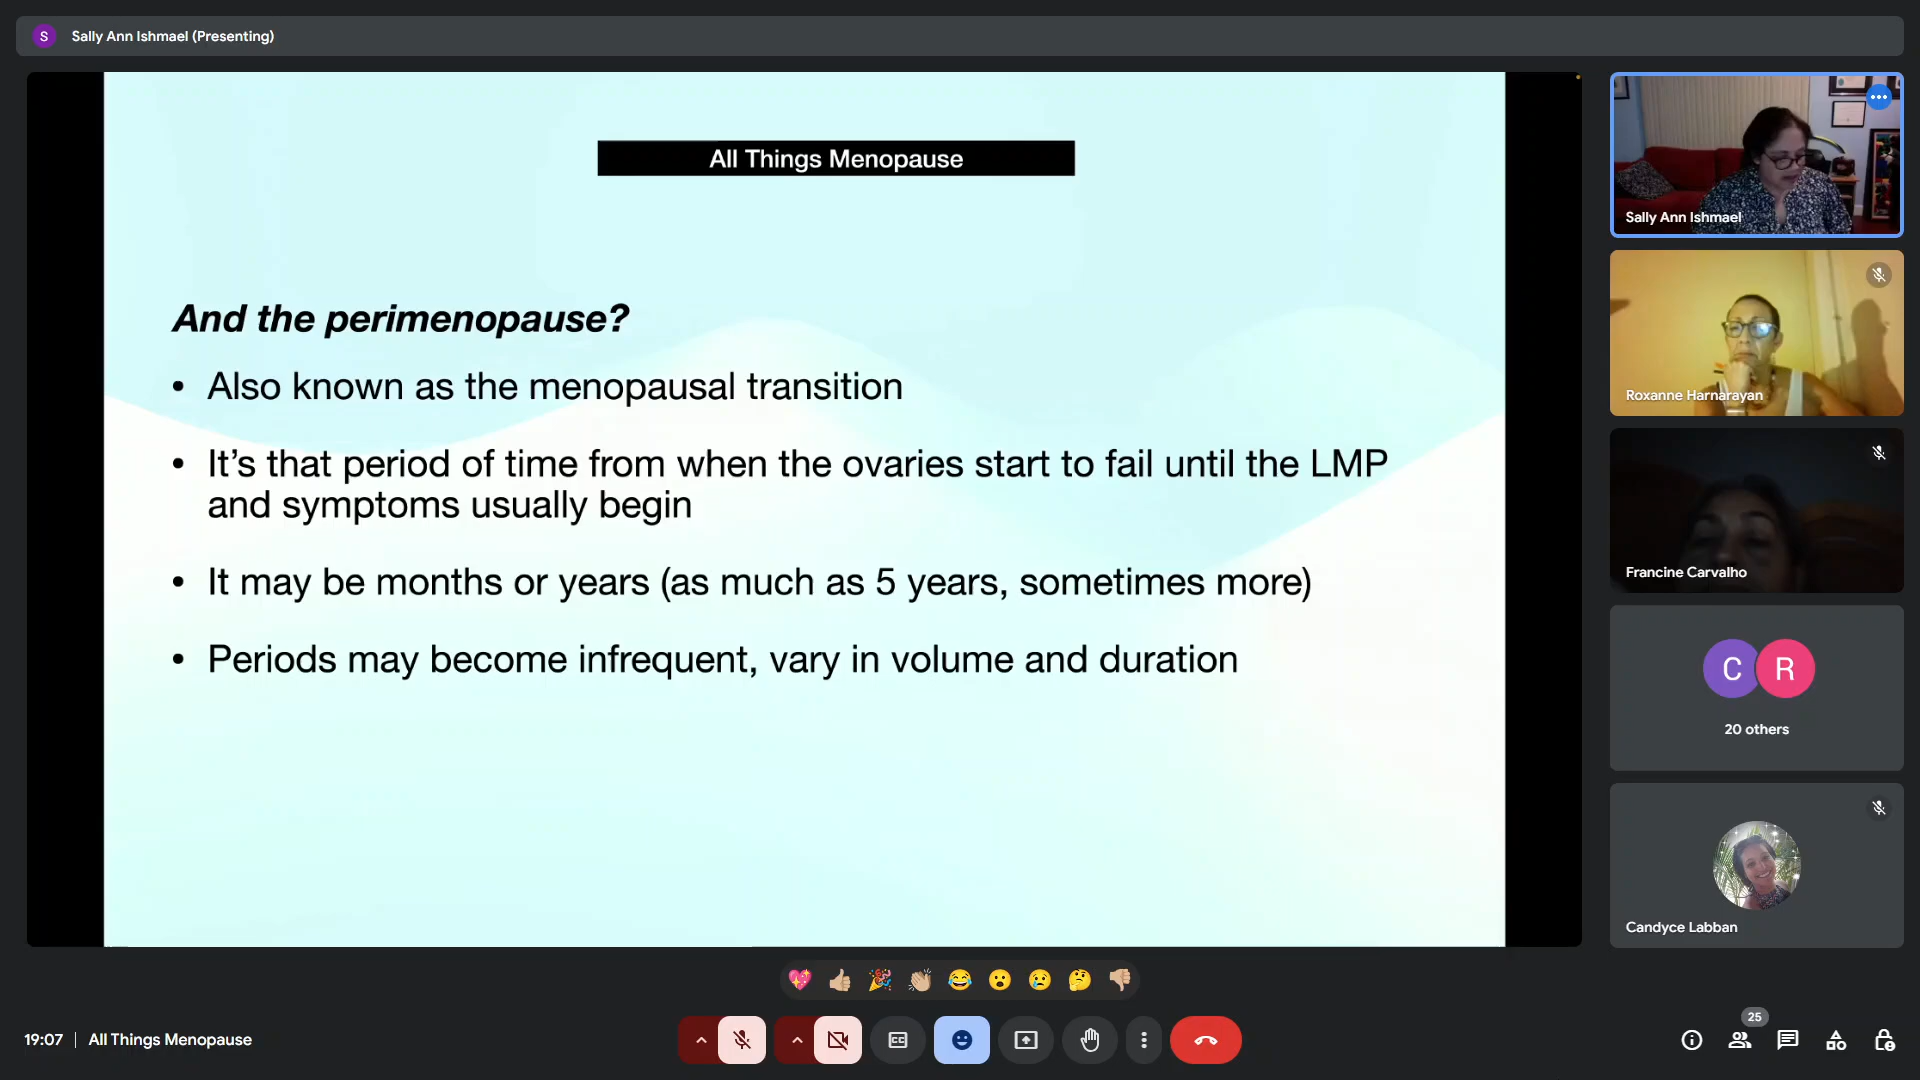 S Sally Ann Ishmael (Presenting)
All Things Menopause
And the perimenopause?
• Also known as the menopausal transition
• It’s that period of time from when the ovaries start to fail until the LMP
and symptoms usually begin
• It may be months or years (as much as 5 years, sometimes more)
• Periods may become infrequent, vary in volume and duration
Sally Ann Ishmael
Roxanne Harnarayan
Francine Carvalho
C R
20 others
Candyce Labban
19:07 | All Things Menopause
25